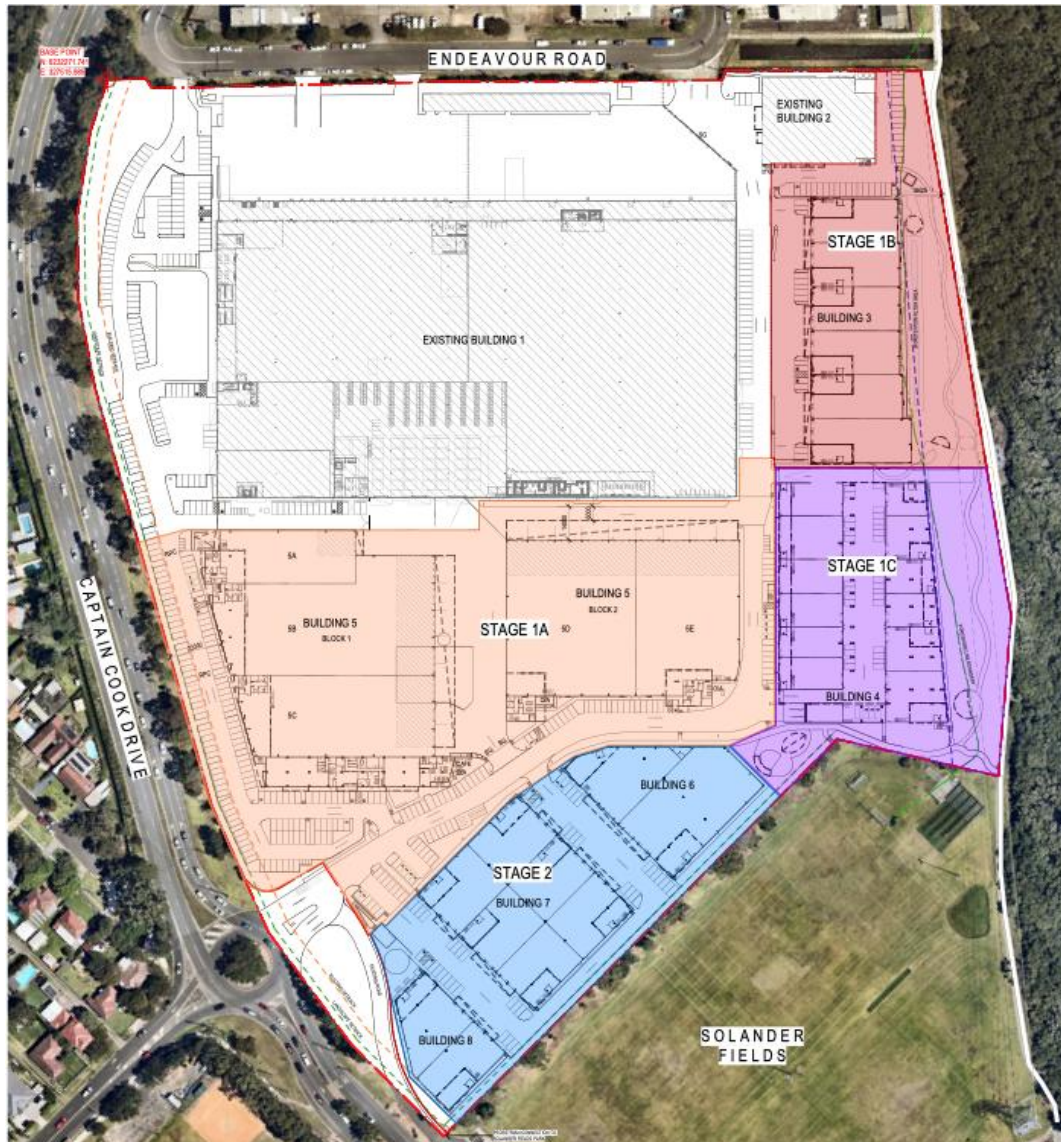 ENDEAVOUR ROAD
BASE POINT
EXISTING
BUILDING 2
STAGE 1B
BUILDING 3
EXISTING BUILDING 1
STAGE 1C
5A
BUILDING 5
BLOCK 1
5B
STAGE 1A
BUILDING 5
BLOCK 2
5D
5E
CAPTAIN COOK DRIVE
BUILDING 4
5C
BUILDING 6
STAGE 2
BUILDING 7
BUILDING 8
SOLANDER
FIELDS